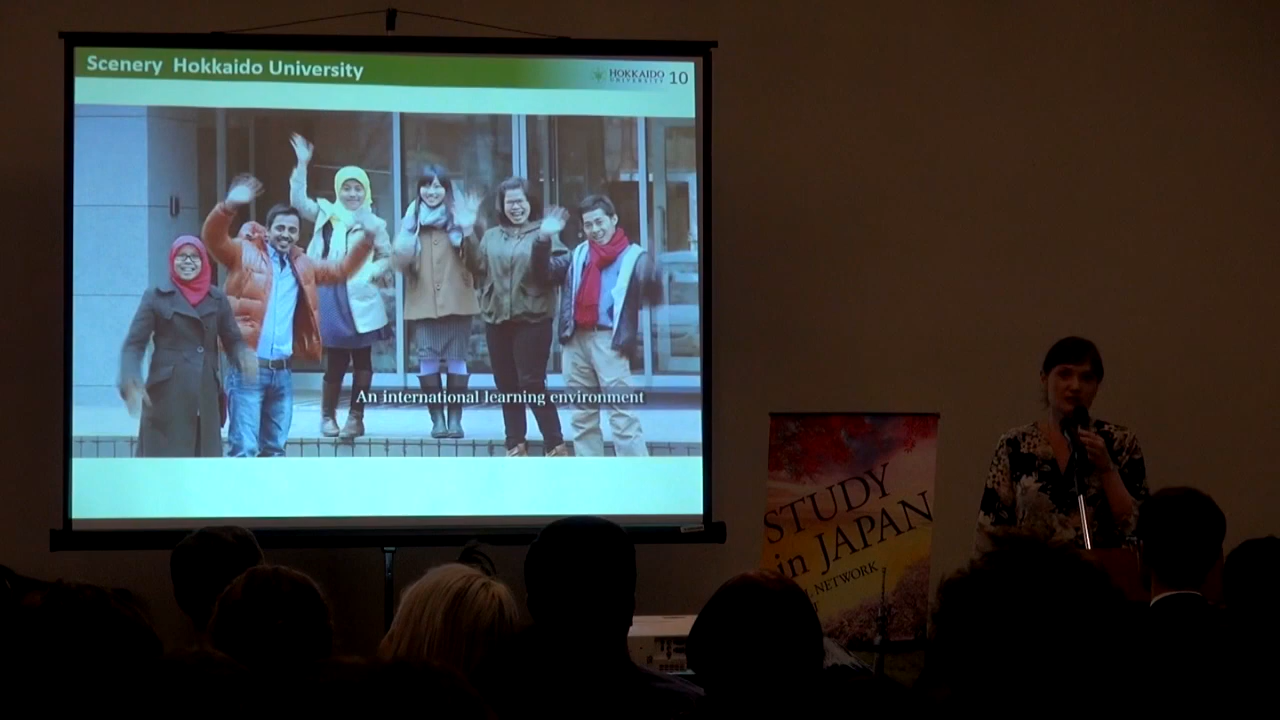 Scenery Hokkaido University
HOKKAIDO
UNIVERSITY
10
An international learning environment
STUDY
in JAPAN
NETWORK